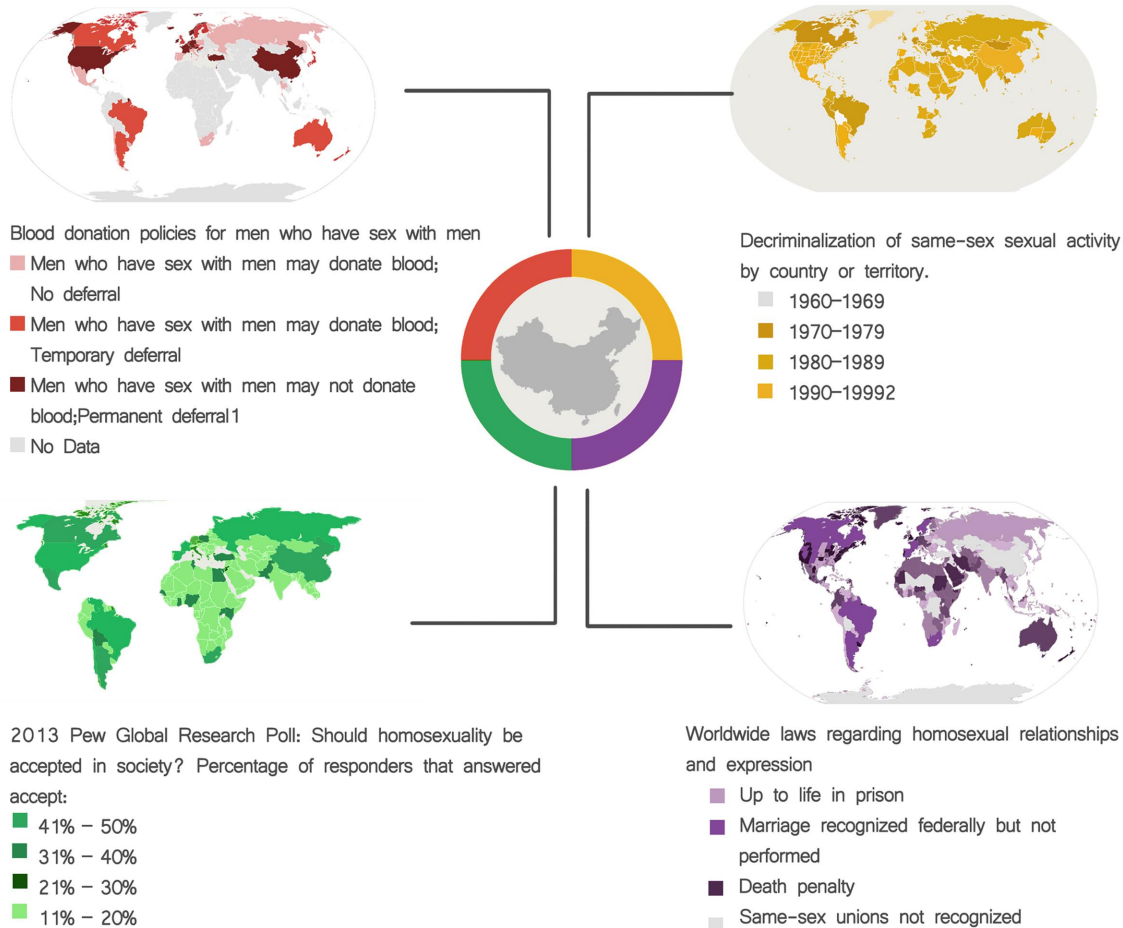 Blood donation policies for men who have sex with men
Men who have sex with men may donate blood;
No deferral
Men who have sex with men may donate blood;
Temporary deferral
Men who have sex with men may not donate
blood;Permanent deferral1
No Data
Decriminalization of same-sex sexual activity
by country or territory.
1960-1969
1970-1979
1980-1989
1990-19992
2013 Pew Global Research Poll: Should homosexuality be
accepted in society? Percentage of responders that answered
accept:
41% - 50%
31% - 40%
21% - 30%
11% - 20%
Worldwide laws regarding homosexual relationships
and expression
Up to life in prison
Marriage recognized federally but not
performed
Death penalty
Same-sex unions not recognized